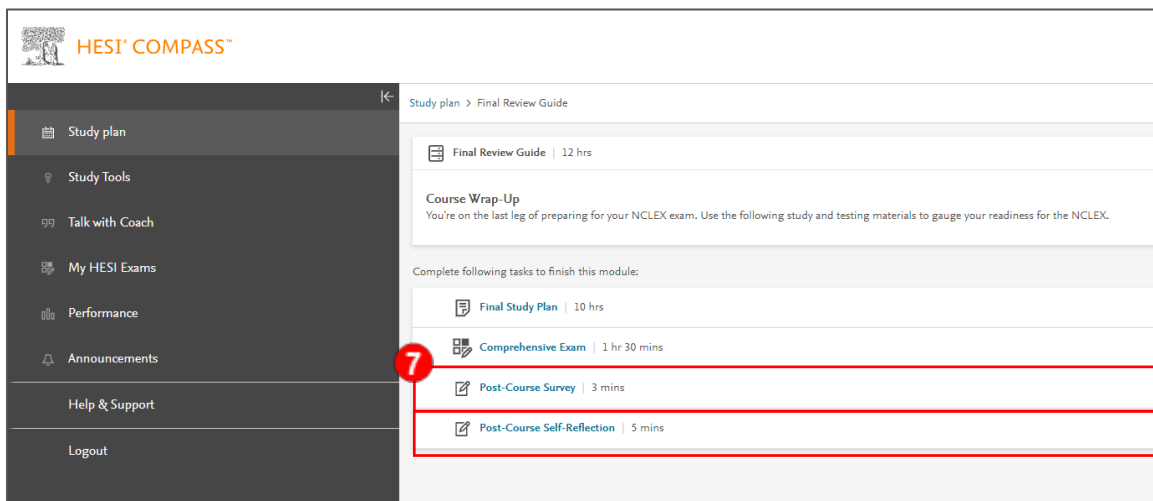 HESI® COMPASS™
Study plan > Final Review Guide
Study plan
Study Tools
Talk with Coach
My HESI Exams
Performance
Announcements
Help & Support
Logout
Final Review Guide | 12 hrs
Course Wrap-Up
You're on the last leg of preparing for your NCLEX exam. Use the following study and testing materials to gauge your readiness for the NCLEX.
Complete following tasks to finish this module:
Final Study Plan | 10 hrs
Comprehensive Exam | 1 hr 30 mins
7
Post-Course Survey | 3 mins
Post-Course Self-Reflection | 5 mins